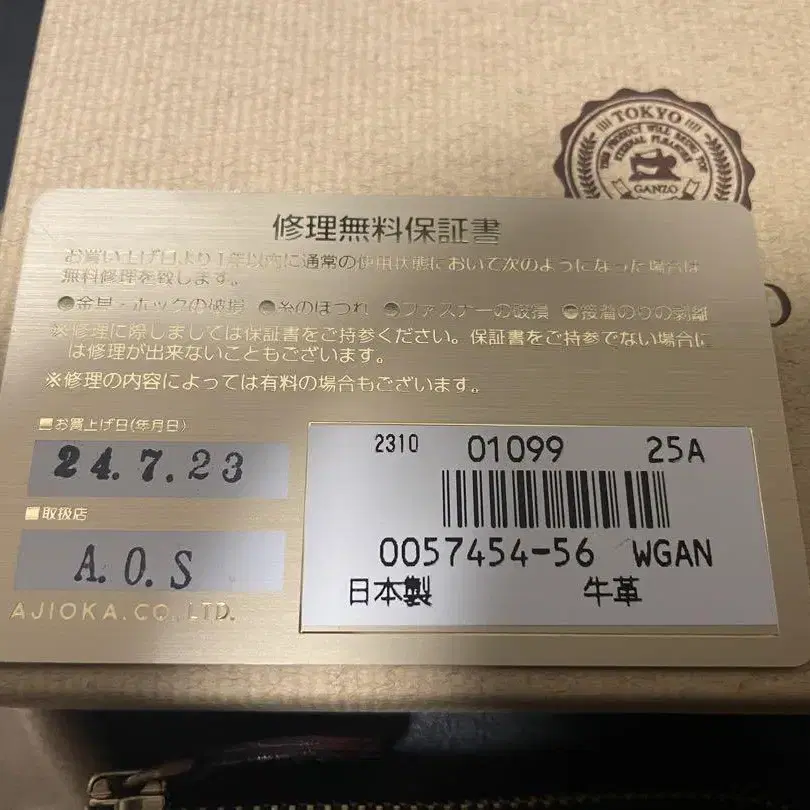 TOKYO
THIS PRODUCT WILL BRING YOU
ETERNAL PLEASURE
GANZO
修理無料保証書
お買い上げ日より1年以内に通常の使用状態において次のようになった場合は
無料修理を致します。
●金具・ホックの破損 ●糸のほつれ ●ファスナーの破損 ●接着のりの剥離
※修理に際しましては保証書をご持参ください。保証書をご持参でない場合に
は修理が出来ないこともございます。
※修理の内容によっては有料の場合もございます。
■お買上げ日(年月日)
24.7.23
■取扱店
A.O.S
AJIOKA.CO.,LTD.
2310 01099 25A
0057454-56 WGAN
日本製 牛革